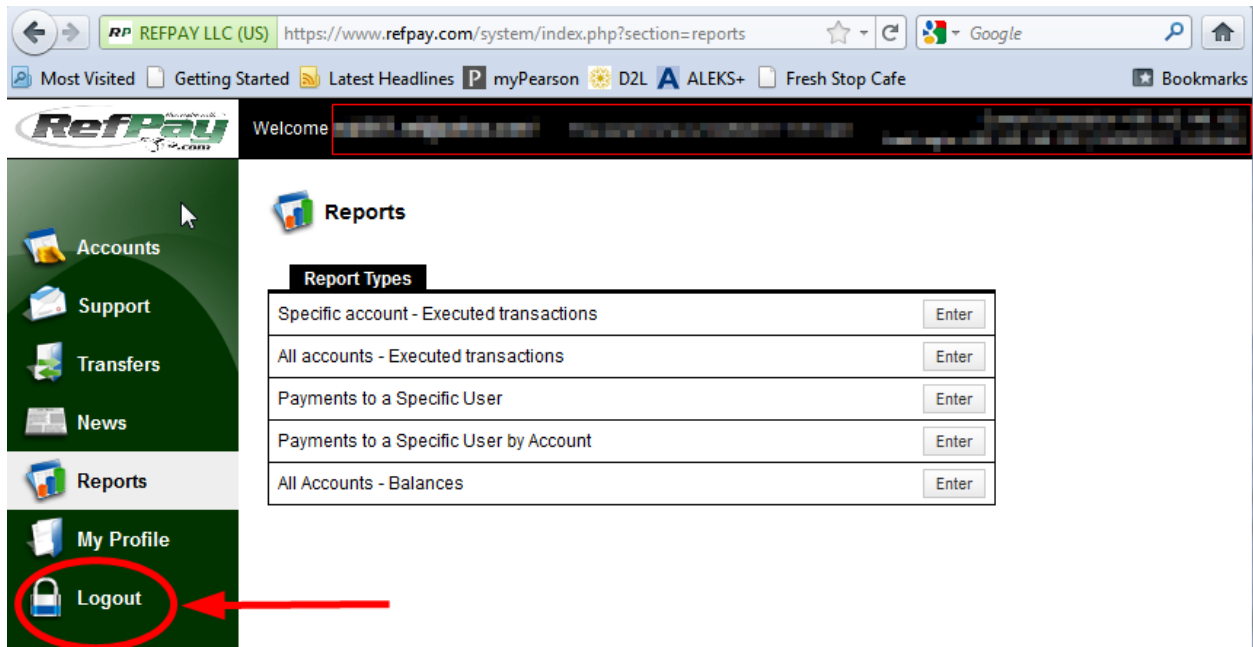 RP REFPAY LLC (US) https://www.refpay.com/system/index.php?section=reports Google
Most Visited Getting Started Latest Headlines P myPearson D2L A ALEKS+ Fresh Stop Cafe Bookmarks
RefPay .com Welcome
Reports
Accounts
Report Types
Support
Specific account - Executed transactions Enter
All accounts - Executed transactions Enter
Transfers
Payments to a Specific User Enter
News
Payments to a Specific User by Account Enter
Reports
All Accounts - Balances Enter
My Profile
Logout